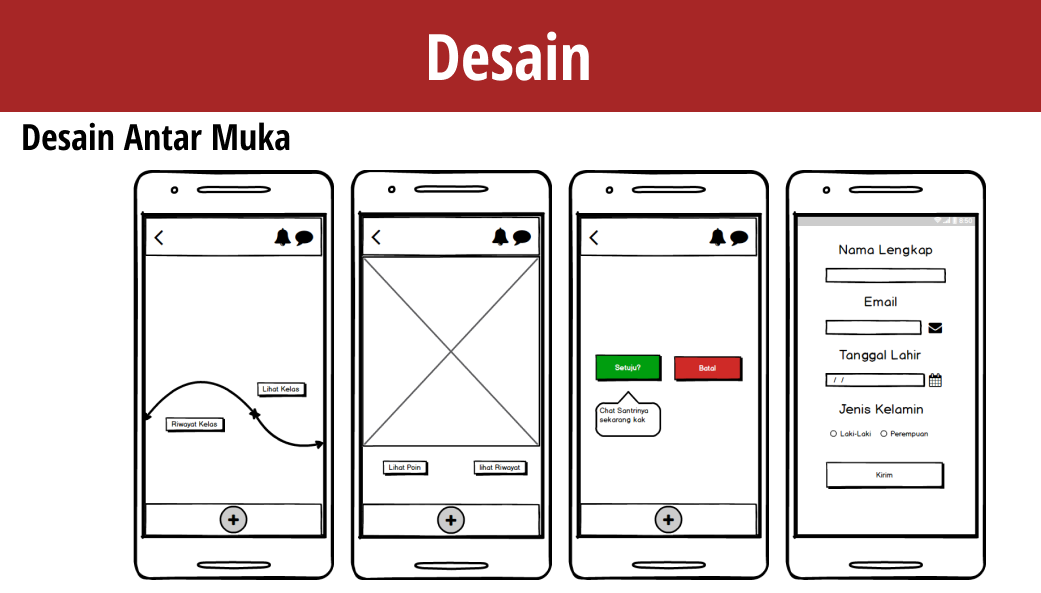 Desain
Desain Antar Muka
Lihat Kelas
Riwayat Kelas
Lihat Poin
lihat Riwayat
Setuju?
Batal
Chat Santrinya
sekarang kak
Nama Lengkap
Email
Tanggal Lahir
/ /
Jenis Kelamin
Laki-Laki
Perempuan
Kirim